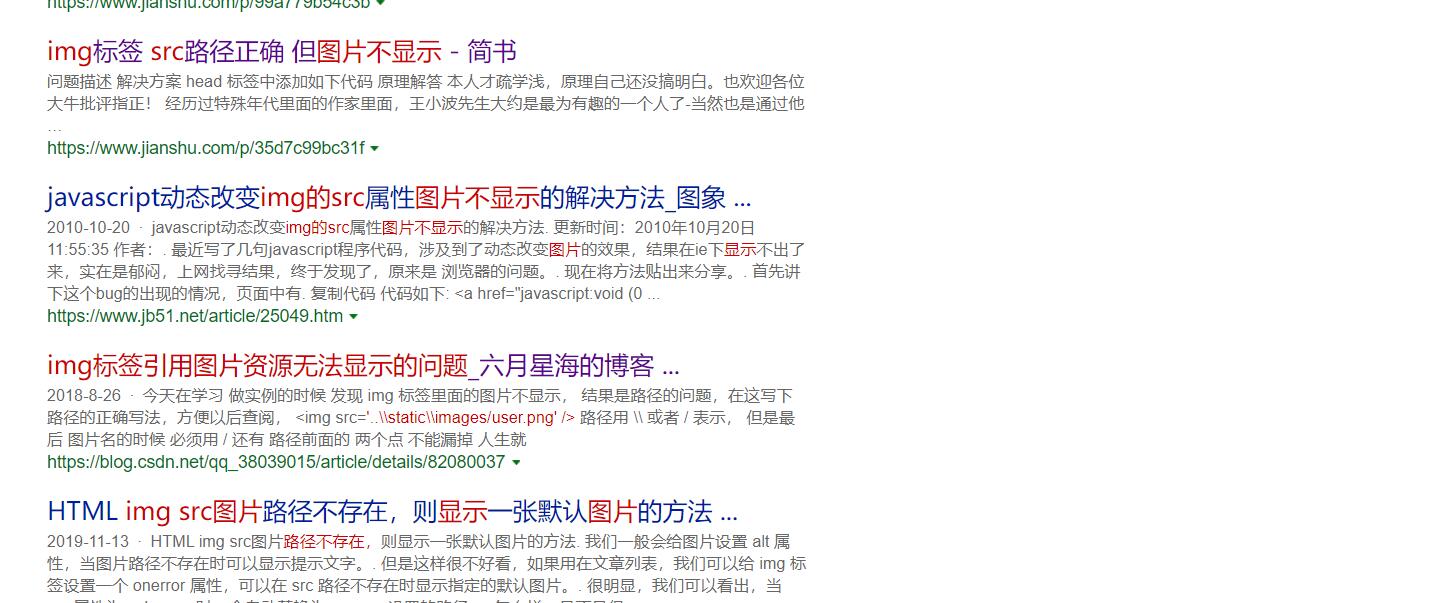 https://www.jianshu.com/p/99a779b54c3b
img标签 src路径正确 但图片不显示 - 简书
问题描述 解决方案 head 标签中添加如下代码 原理解答 本人才疏学浅，原理自己还没搞明白。也欢迎各位
大牛批评指正！ 经历过特殊年代里面的作家里面，王小波先生大约是最为有趣的一个人了-当然也是通过他
…
https://www.jianshu.com/p/35d7c99bc31f
javascript动态改变img的src属性图片不显示的解决方法_图象 ...
2010-10-20 · javascript动态改变img的src属性图片不显示的解决方法. 更新时间：2010年10月20日
11:55:35 作者：. 最近写了几句javascript程序代码，涉及到了动态改变图片的效果，结果在ie下显示不出了
来，实在是郁闷，上网找寻结果，终于发现了，原来是 浏览器的问题。. 现在将方法贴出来分享。. 首先讲
下这个bug的出现的情况，页面中有. 复制代码 代码如下: <a href="javascript:void (0 ...
https://www.jb51.net/article/25049.htm
img标签引用图片资源无法显示的问题_六月星海的博客 ...
2018-8-26 · 今天在学习 做实例的时候 发现 img 标签里面的图片不显示， 结果是路径的问题，在这写下
路径的正确写法，方便以后查阅， <img src='..\\static\\images/user.png' /> 路径用 \\ 或者 / 表示， 但是最
后 图片名的时候 必须用 / 还有 路径前面的 两个点 不能漏掉 人生就
https://blog.csdn.net/qq_38039015/article/details/82080037
HTML img src图片路径不存在，则显示一张默认图片的方法 ...
2019-11-13 · HTML img src图片路径不存在，则显示一张默认图片的方法. 我们一般会给图片设置 alt 属
性，当图片路径不存在时可以显示提示文字。. 但是这样很不好看，如果用在文章列表，我们可以给 img 标
签设置一个 onerror 属性，可以在 src 路径不存在时显示指定的默认图片。. 很明显，我们可以看出，当